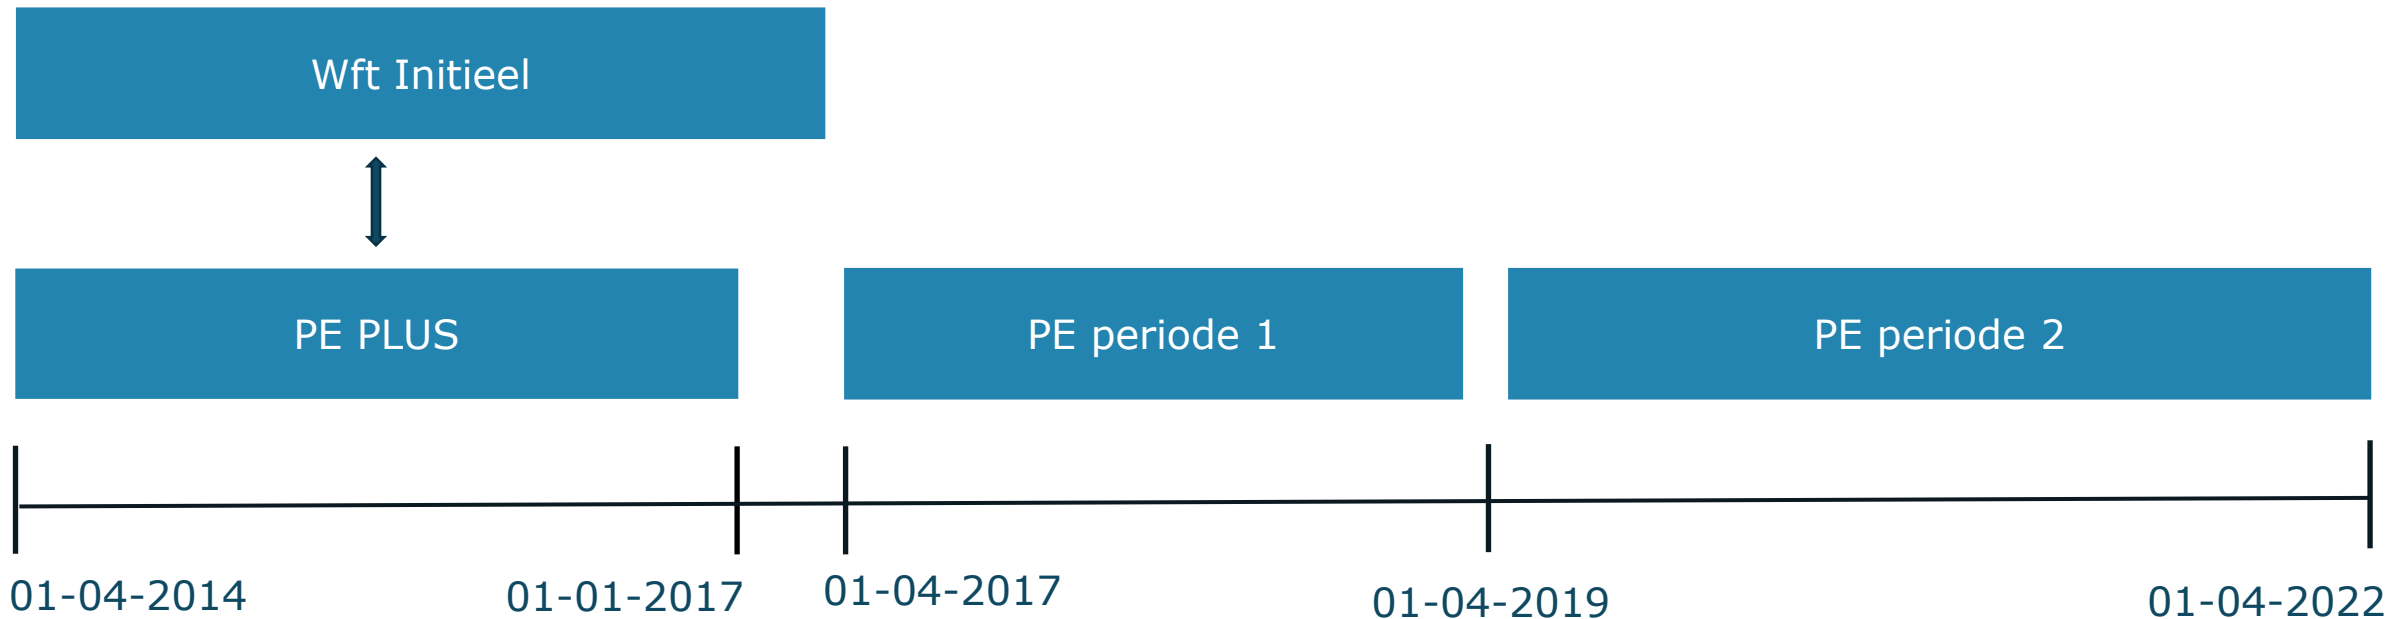 Wft Initieel
PE PLUS
PE periode 1
PE periode 2
01-04-2014
01-01-2017
01-04-2017
01-04-2019
01-04-2022